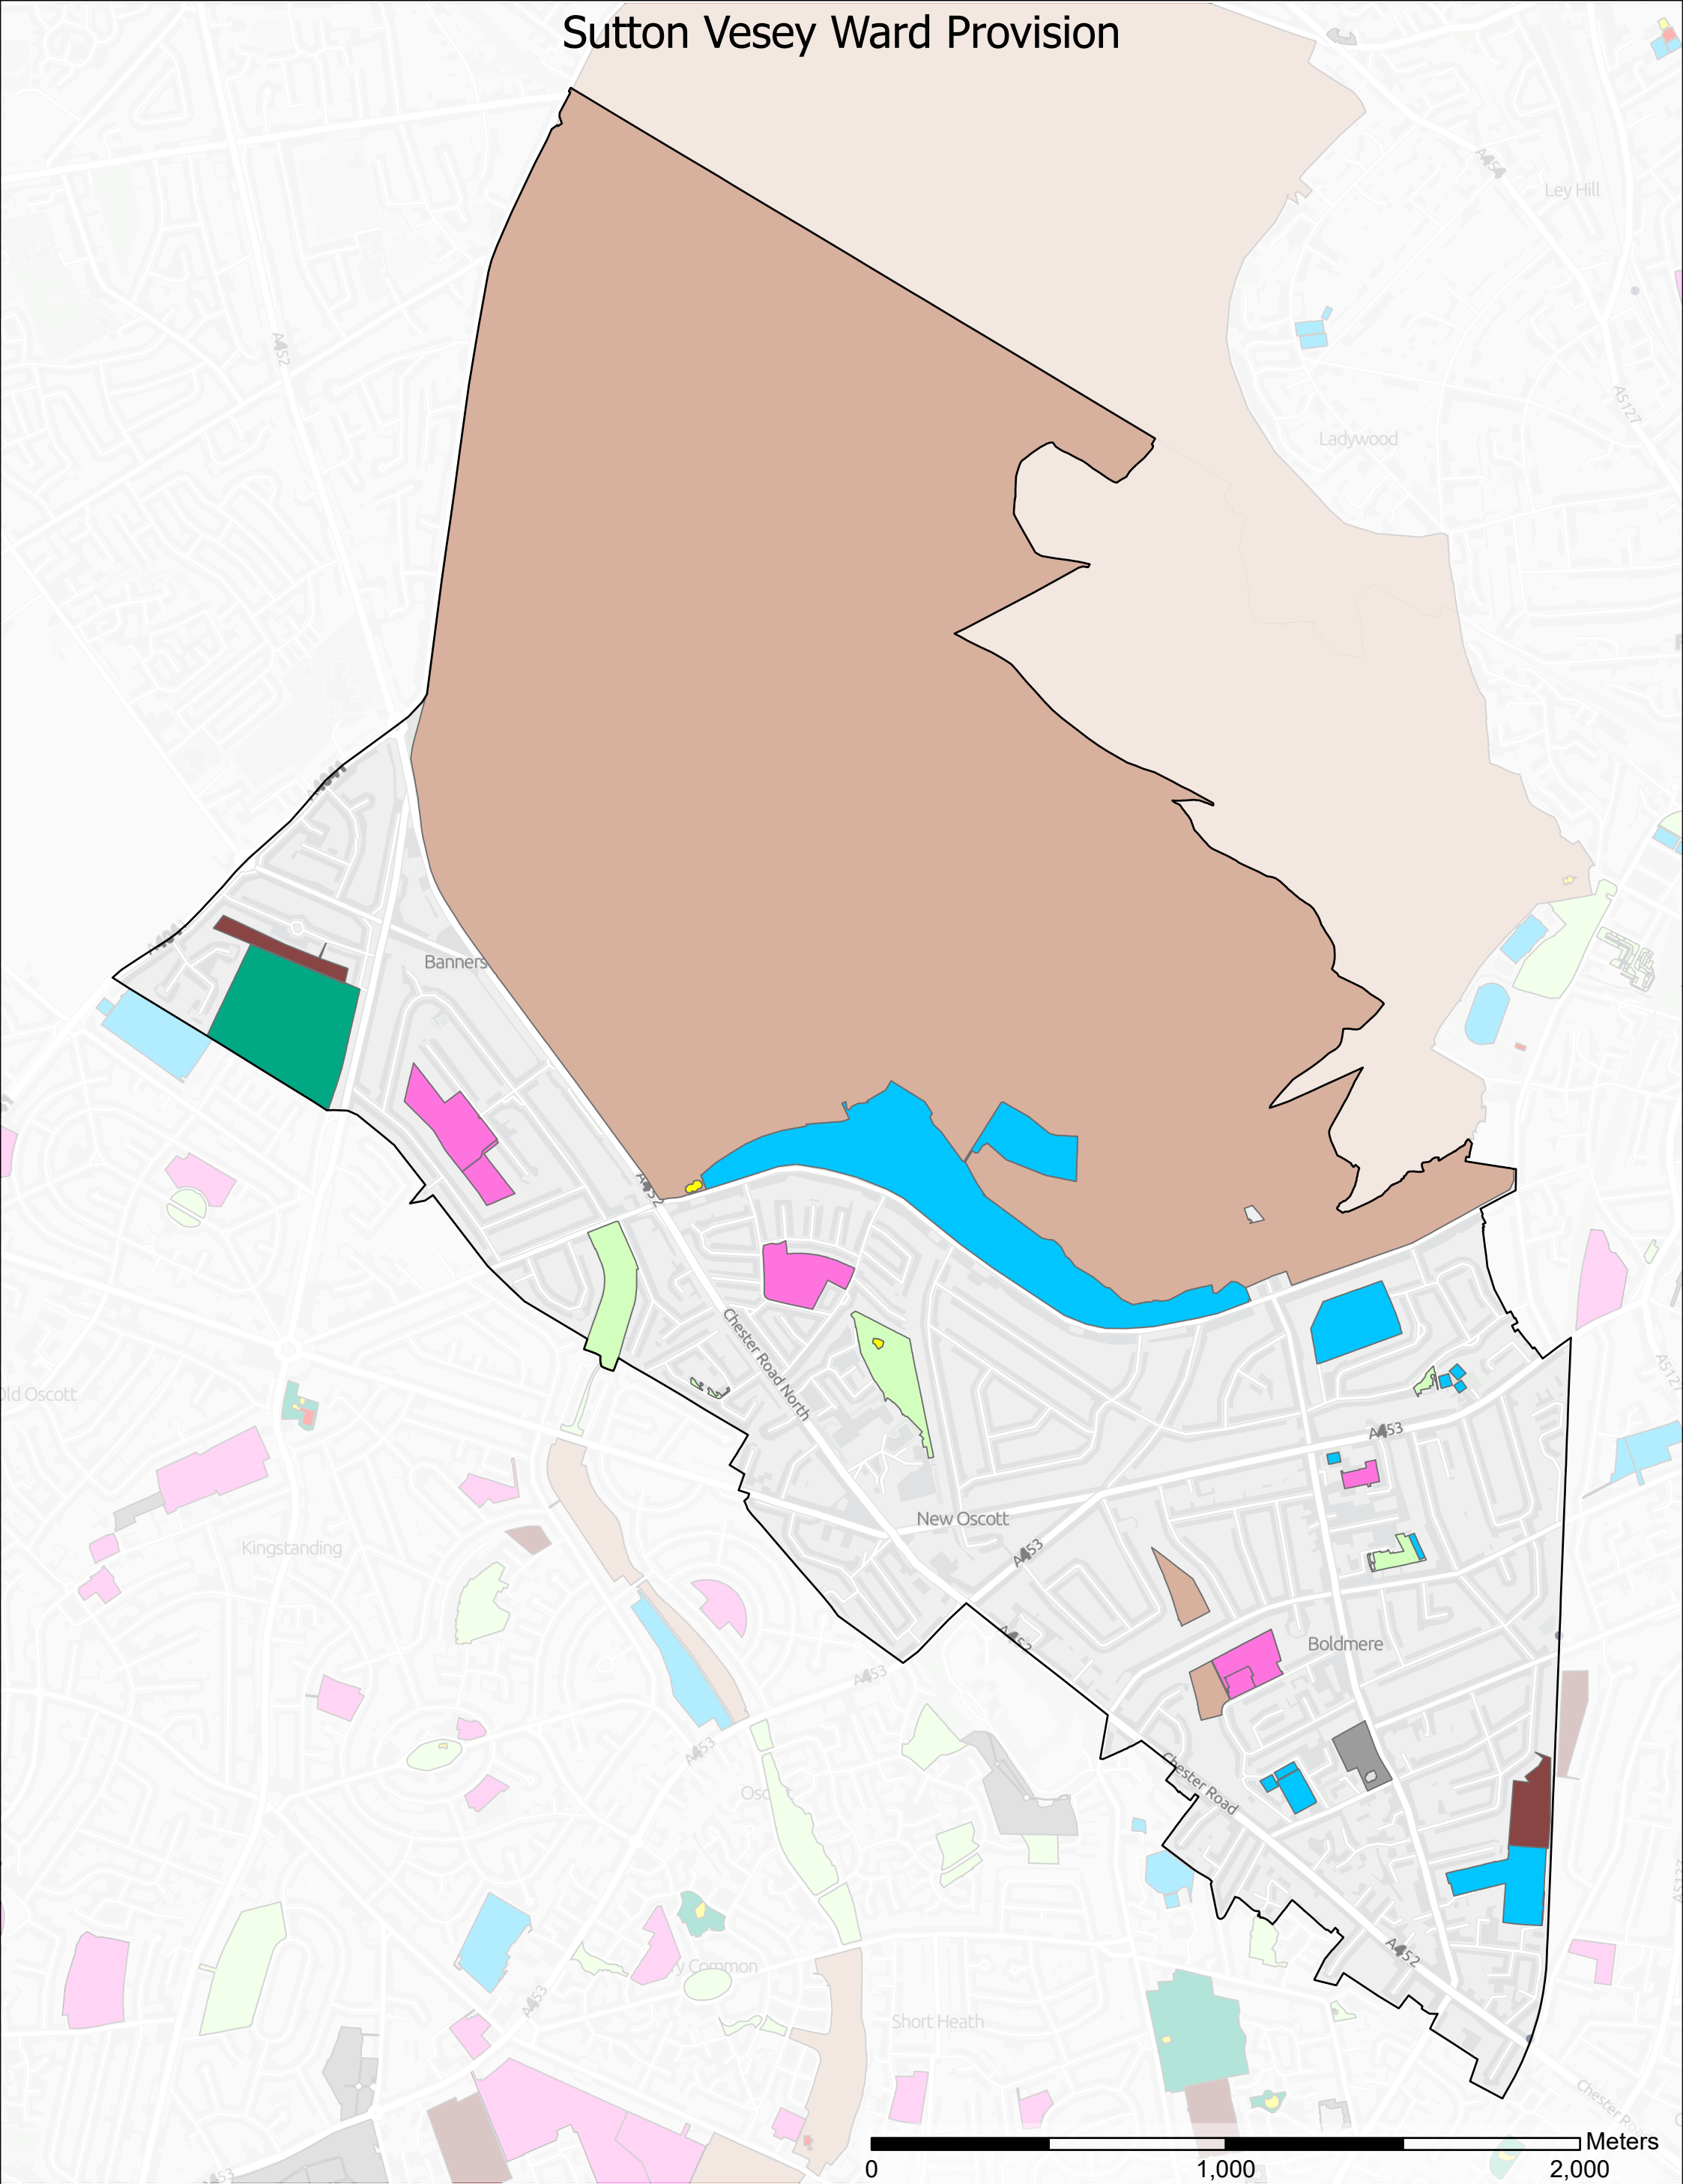 Sutton Vesey Ward Provision
A454
Ley Hill
A452
A5127
Ladywood
Banners
A452
Chester Road North
A5127
Old Oscott
A453
New Oscott
A453
Kingstanding
A452
Boldmere
A453
A453
Chester Road
A452
Short Heath
A453
Chester
Meters
0
1,000
2,000